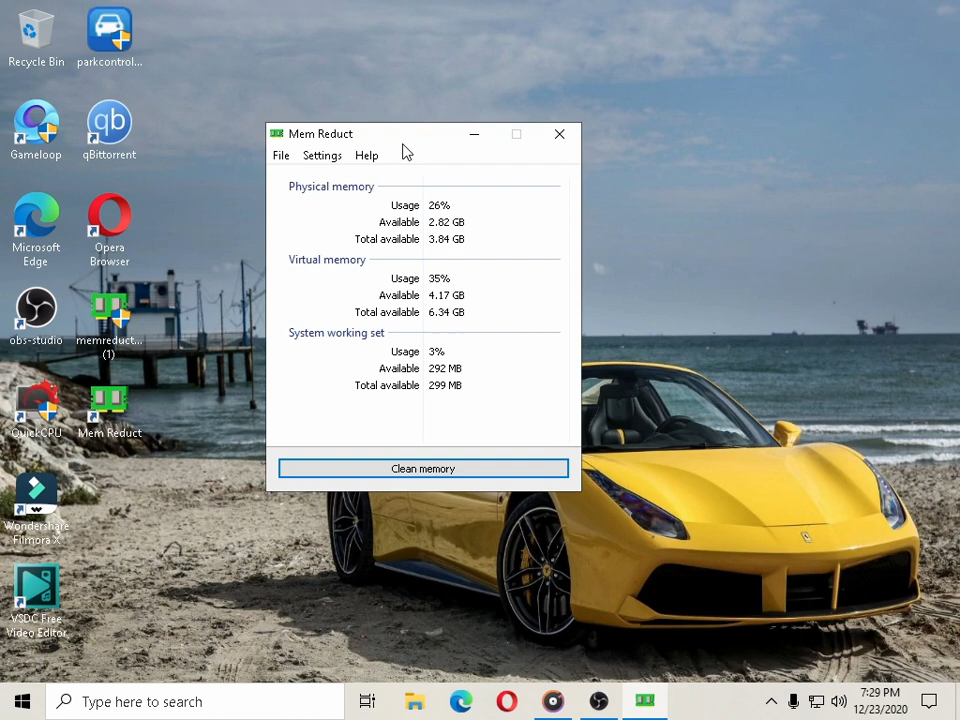 Recycle Bin
parkcontrol...
Gameloop
qBittorrent
Microsoft
Edge
Opera
Browser
obs-studio
memreduct...
(1)
QuickCPU
Mem Reduct
Wondershare
Filmora X
VSDC Free
Video Editor
Mem Reduct
File Settings Help
Physical memory
Usage 26%
Available 2.82 GB
Total available 3.84 GB
Virtual memory
Usage 35%
Available 4.17 GB
Total available 6.34 GB
System working set
Usage 3%
Available 292 MB
Total available 299 MB
Clean memory
Type here to search
7:29 PM
12/23/2020